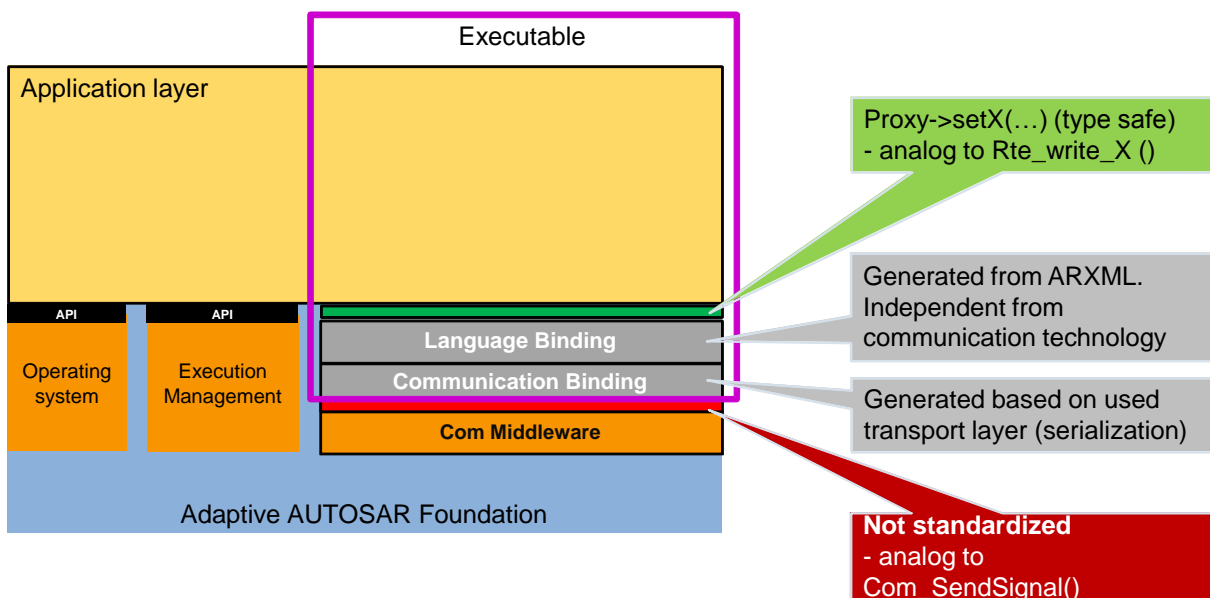 Executable
Application layer
Proxy->setX(…) (type safe)
- analog to Rte_write_X ()
Generated from ARXML.
Independent from
communication technology
API
API
Language Binding
Operating
system
Execution
Management
Communication Binding
Generated based on used
transport layer (serialization)
Com Middleware
Adaptive AUTOSAR Foundation
Not standardized
- analog to
Com_SendSignal()